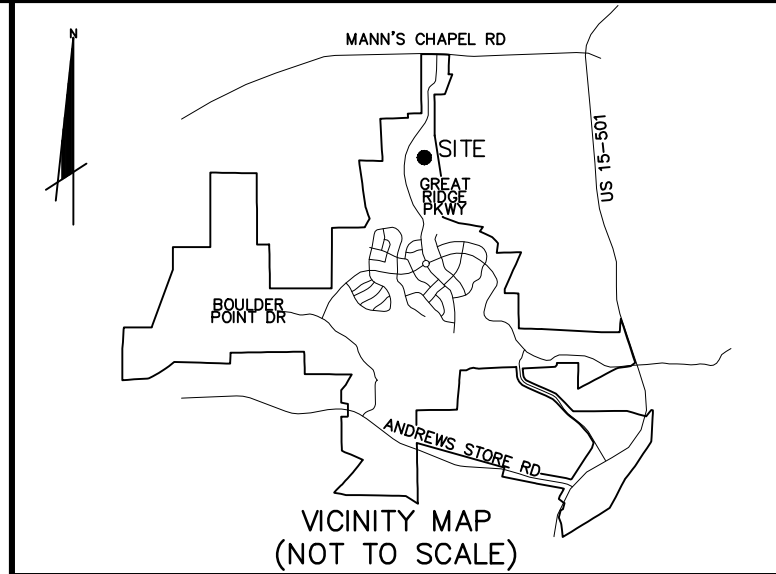 N
MANN'S CHAPEL RD
US 15-501
SITE
GREAT
RIDGE
PKWY
BOULDER
POINT DR
ANDREWS STORE RD
VICINITY MAP
(NOT TO SCALE)